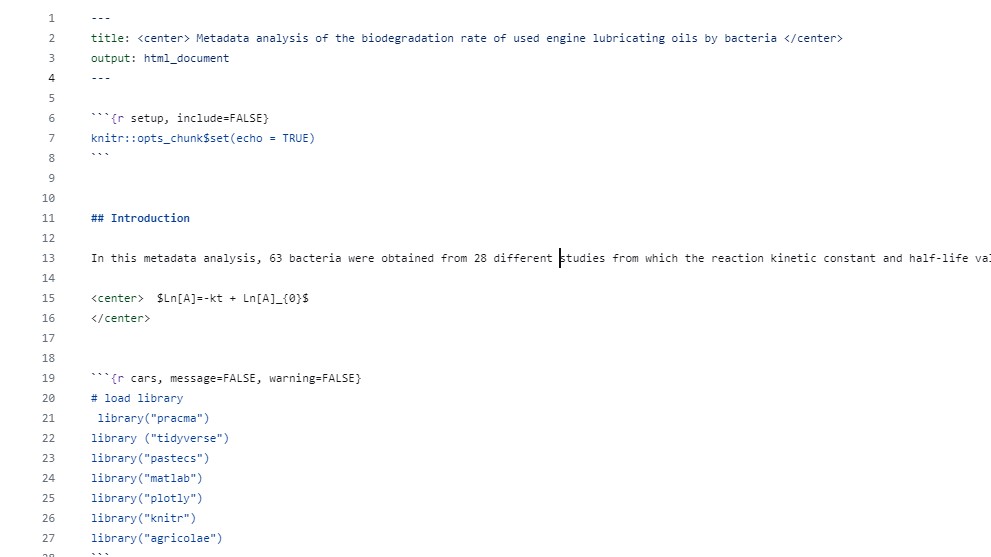 1 ---
2 title: <center> Metadata analysis of the biodegradation rate of used engine lubricating oils by bacteria </center>
3 output: html_document
4 ---
5
6 ```{r setup, include=FALSE}
7 knitr::opts_chunk$set(echo = TRUE)
8 ```
9
10
11 ## Introduction
12
13 In this metadata analysis, 63 bacteria were obtained from 28 different studies from which the reaction kinetic constant and half-life
14
15 <center>  $Ln[A]=-kt + Ln[A]_{0}$
16 </center>
17
18
19 ```{r cars, message=FALSE, warning=FALSE}
20 # load library
21  library("pracma")
22 library ("tidyverse")
23 library("pastecs")
24 library("matlab")
25 library("plotly")
26 library("knitr")
27 library("agricolae")
28 ```